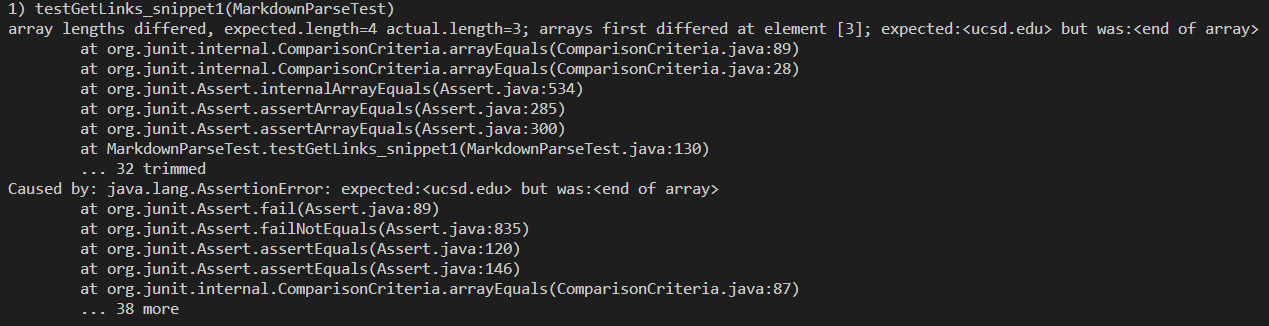 1) testGetLinks_snippet1(MarkdownParseTest)
array lengths differed, expected.length=4 actual.length=3; arrays first differed at element [3]; expected:<ucsd.edu> but was:<end of array>
at org.junit.internal.ComparisonCriteria.arrayEquals(ComparisonCriteria.java:89)
at org.junit.internal.ComparisonCriteria.arrayEquals(ComparisonCriteria.java:28)
at org.junit.Assert.internalArrayEquals(Assert.java:534)
at org.junit.Assert.assertArrayEquals(Assert.java:285)
at org.junit.Assert.assertArrayEquals(Assert.java:300)
at MarkdownParseTest.testGetLinks_snippet1(MarkdownParseTest.java:130)
... 32 trimmed
Caused by: java.lang.AssertionError: expected:<ucsd.edu> but was:<end of array>
at org.junit.Assert.fail(Assert.java:89)
at org.junit.Assert.failNotEquals(Assert.java:835)
at org.junit.Assert.assertEquals(Assert.java:120)
at org.junit.Assert.assertEquals(Assert.java:146)
at org.junit.internal.ComparisonCriteria.arrayEquals(ComparisonCriteria.java:87)
... 38 more